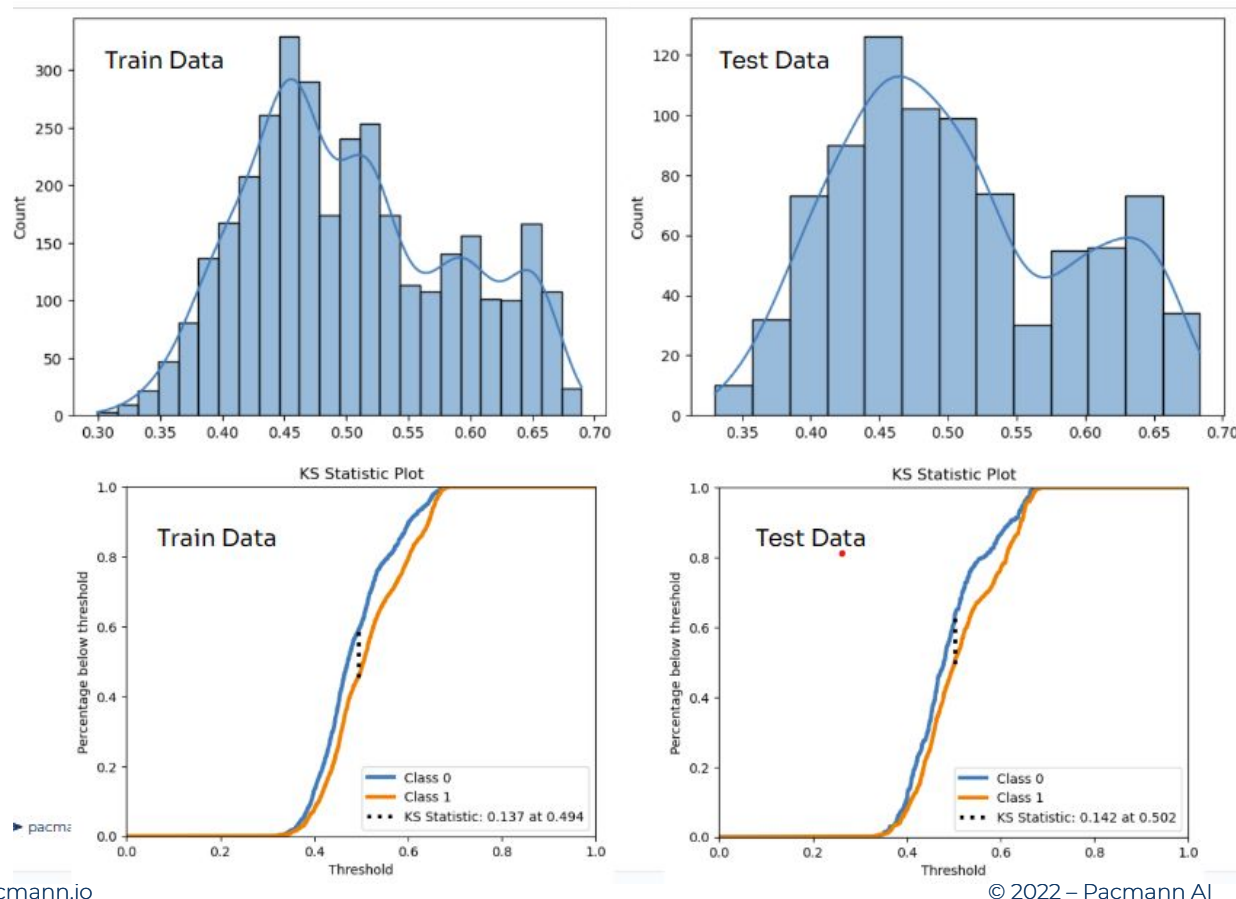 Train Data
300
250
200
150
100
50
0
Count
0.30 0.35 0.40 0.45 0.50 0.55 0.60 0.65 0.70
Test Data
120
100
80
60
40
20
0
Count
0.35 0.40 0.45 0.50 0.55 0.60 0.65 0.70
KS Statistic Plot
Train Data
1.0
0.8
0.6
0.4
0.2
0.0
Percentage below threshold
Class 0
Class 1
KS Statistic: 0.137 at 0.494
0.0 0.2 0.4 0.6 0.8 1.0
Threshold
KS Statistic Plot
Test Data
1.0
0.8
0.6
0.4
0.2
0.0
Percentage below threshold
Class 0
Class 1
KS Statistic: 0.142 at 0.502
0.0 0.2 0.4 0.6 0.8 1.0
Threshold
pacma
cmann.io
© 2022 – Pacmann AI